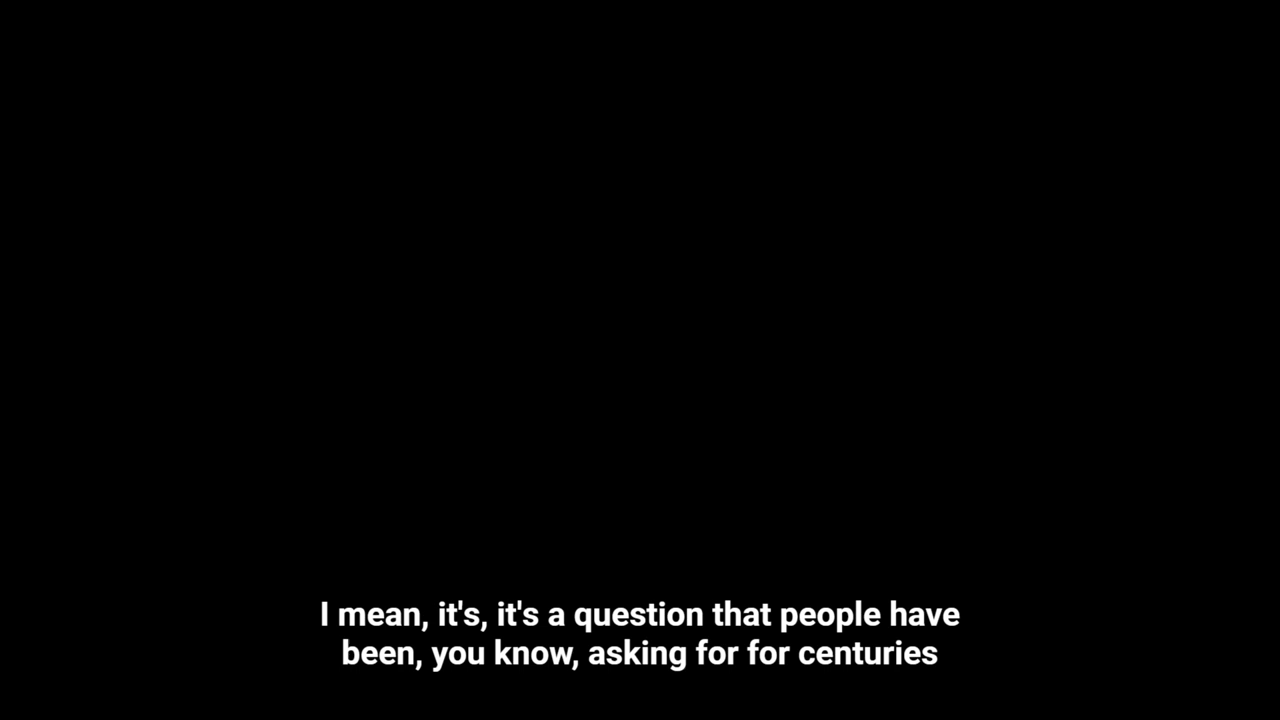 I mean, it's, it's a question that people have
been, you know, asking for for centuries